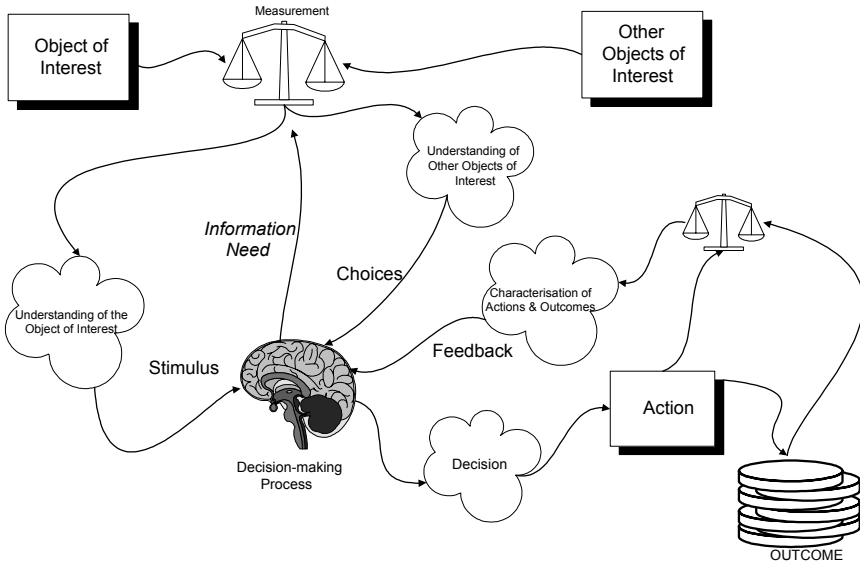 Measurement
Object of
Interest
Other
Objects of
Interest
Understanding of
Other Objects of
Interest
Information
Need
Choices
Characterisation of
Actions & Outcomes
Understanding of the
Object of Interest
Stimulus
Feedback
Action
Decision-making
Process
Decision
OUTCOME